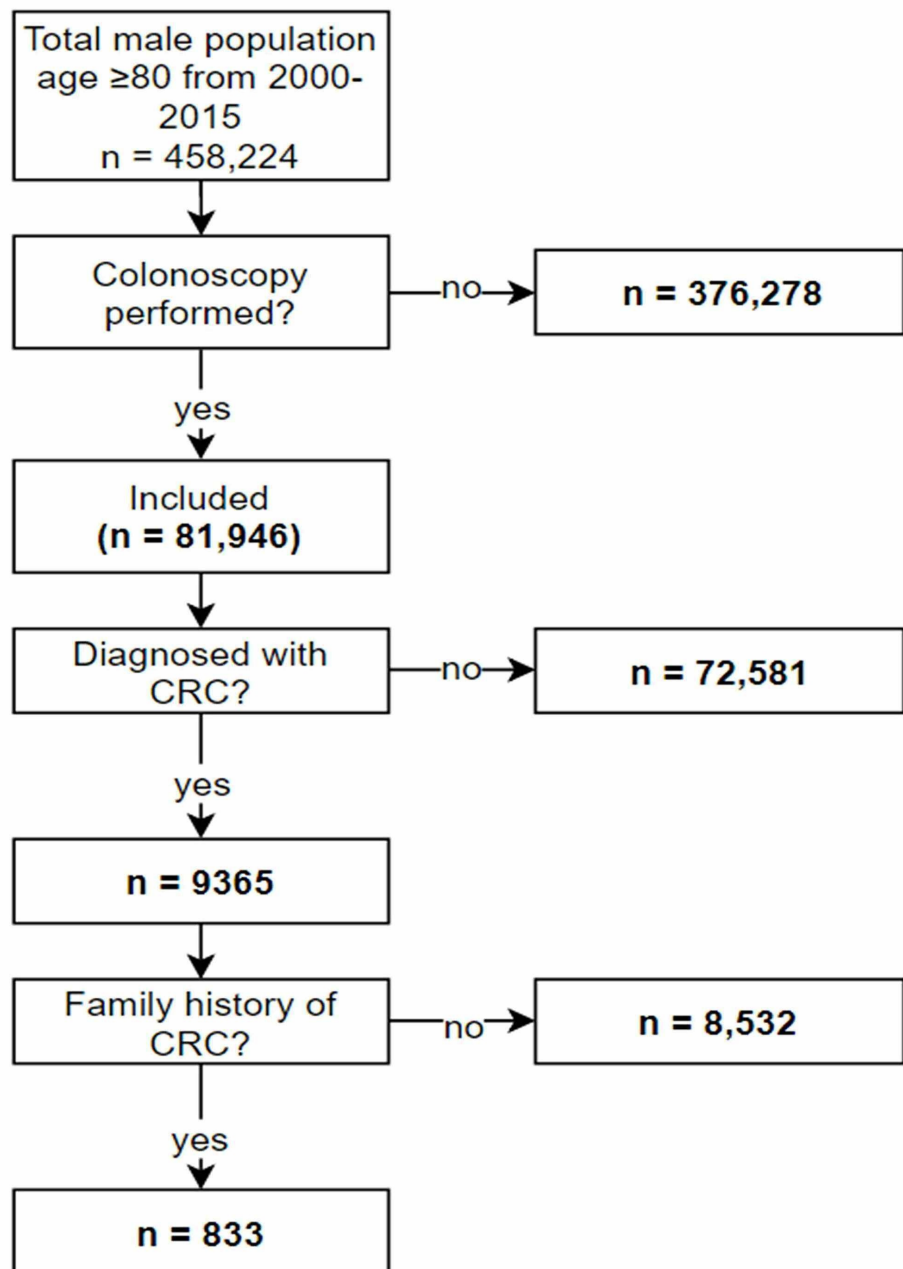 Total male population
age ≥80 from 2000-
2015
n = 458,224
Colonoscopy
performed?
no
n = 376,278
yes
Included
(n = 81,946)
Diagnosed with
CRC?
no
n = 72,581
yes
n = 9365
Family history of
CRC?
no
n = 8,532
yes
n = 833